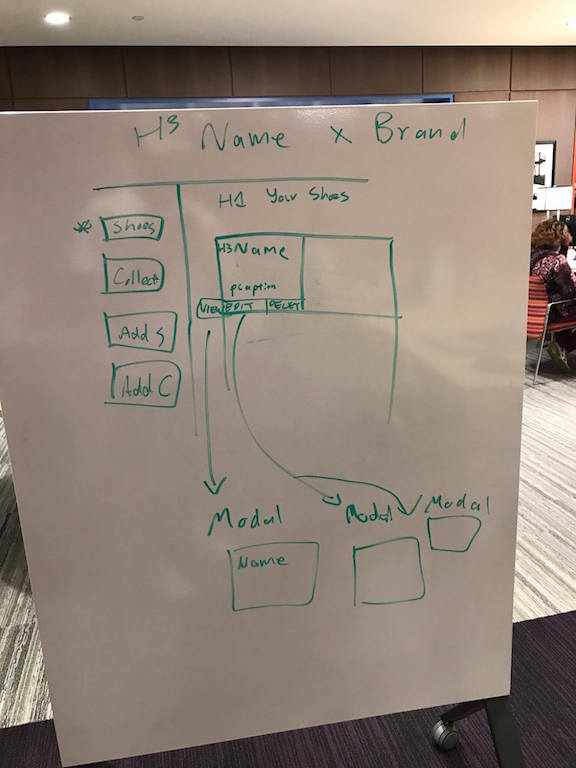 H3 Name x Brand
H1 Your Shoes
* Shoes
Collect
Add S
Add C
H3 Name
p caption
VIEW EDIT DELET
Modal
Modal
Modal
Name